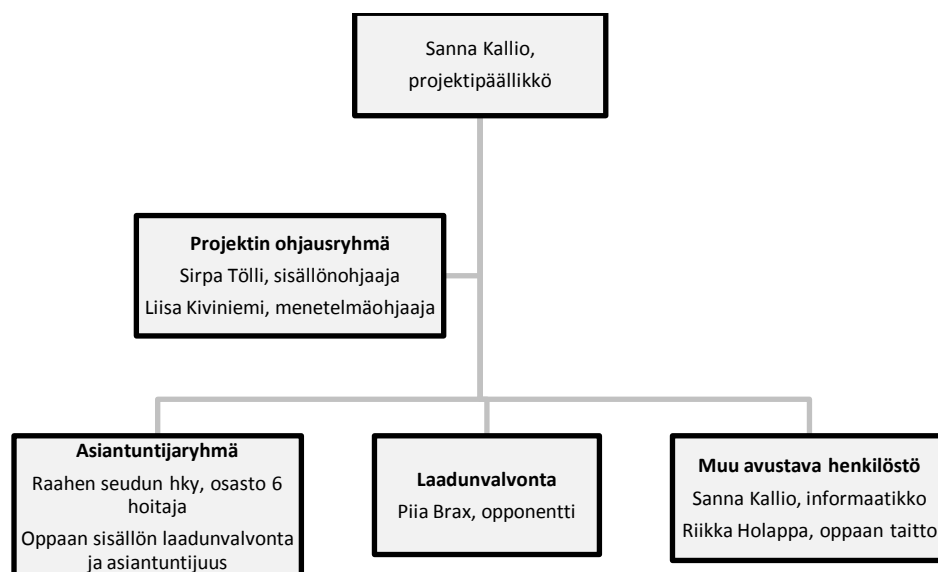 Sanna Kallio,
projektipäällikkö
Projektin ohjausryhmä
Sirpa Tölli, sisällönohjaaja
Liisa Kiviniemi, menetelmäohjaaja
Asiantuntijaryhmä
Raahen seudun hky, osasto 6
hoitaja
Oppaan sisällön laadunvalvonta
ja asiantuntijuus
Laadunvalvonta
Piia Brax, opponentti
Muu avustava henkilöstö
Sanna Kallio, informaatikko
Riikka Holappa, oppaan taitto